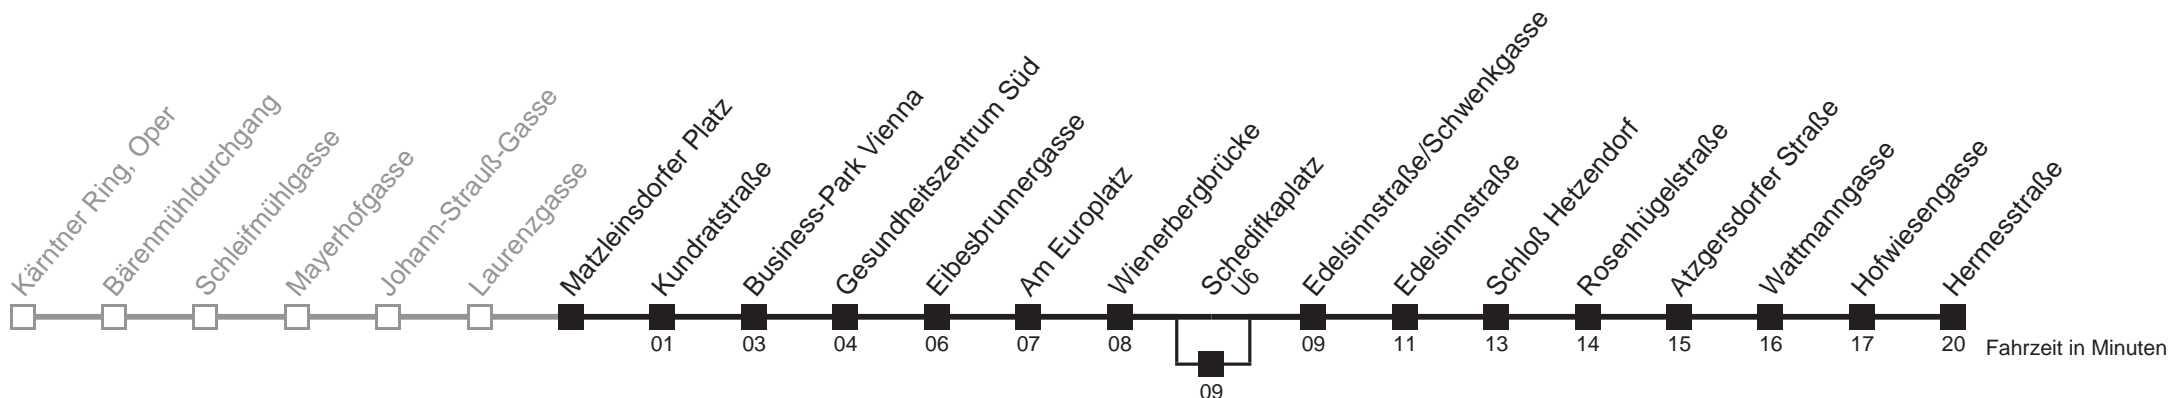 Kärntner Ring, Oper
Bärenmühldurchgang
Schleifmühlgasse
Mayerhofgasse
Johann-Strauß-Gasse
Laurenzgasse
Matzleinsdorfer Platz
Kundratstraße
01
Business-Park Vienna
03
Gesundheitszentrum Süd
04
Eibesbrunnergasse
06
Am Europlatz
07
Wienerbergbrücke
08
Schedifkaplatz
U6
09
Edelsinnstraße/Schwenkgasse
09
Edelsinnstraße
11
Schloß Hetzendorf
13
Rosenhügelstraße
14
Atzgersdorfer Straße
15
Wattmanngasse
16
Hofwiesengasse
17
Hermesstraße
20
Fahrzeit in Minuten